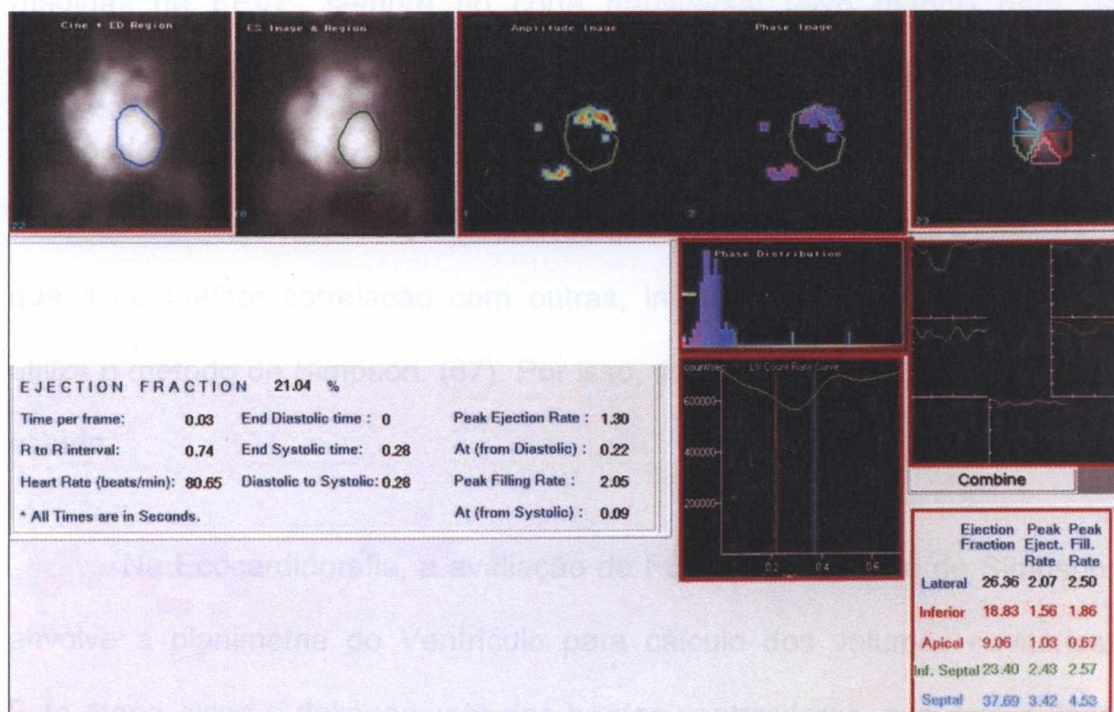 Cine + ED Region
ES Image & Region
Amplitude Image
Phase Image
22
1
2
23
Phase Distribution
que a de melhor correlação com outras,
o método de Simpson. (67). Por isso,
EJECTION FRACTION 21.04 %
Time per frame: 0.03 End Diastolic time : 0 Peak Ejection Rate : 1.30
R to R interval: 0.74 End Systolic time: 0.28 At (from Diastolic) : 0.22
Heart Rate (beats/min): 80.65 Diastolic to Systolic: 0.28 Peak Filling Rate : 2.05
* All Times are in Seconds. At (from Systolic) : 0.09
count/sec LV Count Rate Curve
600000
400000
200000
0.2 0.4 0.6
Combine
Ejection Fraction Peak Eject. Rate Peak Fill. Rate
Lateral 26.36 2.07 2.50
Inferior 18.83 1.56 1.86
Apical 9.06 1.03 0.67
Inf. Septal 23.40 2.43 2.57
Septal 37.69 3.42 4.53
Na Ecocardiografia, a avaliação de
envolve a planimetria do Ventrículo para cálculo dos volumes